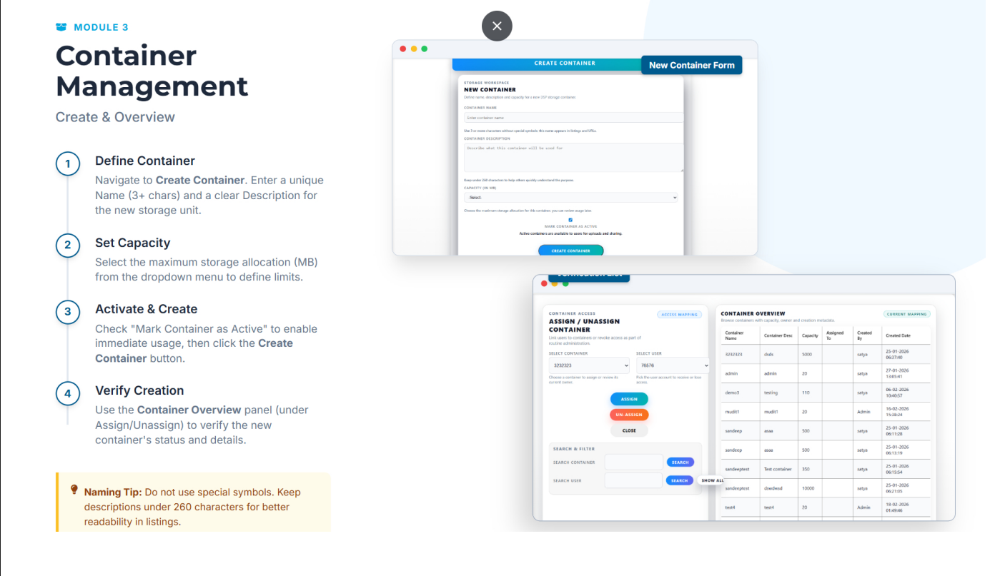 MODULE 3
Container
Management
Create & Overview
1
Define Container
Navigate to Create Container. Enter a unique
Name (3+ chars) and a clear Description for
the new storage unit.
2
Set Capacity
Select the maximum storage allocation (MB)
from the dropdown menu to define limits.
3
Activate & Create
Check "Mark Container as Active" to enable
immediate usage, then click the Create
Container button.
4
Verify Creation
Use the Container Overview panel (under
Assign/Unassign) to verify the new
container's status and details.
Naming Tip: Do not use special symbols. Keep
descriptions under 260 characters for better
readability in listings.
CREATE CONTAINER
New Container Form
STORAGE WORKSPACE
NEW CONTAINER
Define name, description and capacity for a new 2GP storage container.
CONTAINER NAME
Enter container name
Use 3 or more characters without special symbols; this name appears in listings and URLs.
CONTAINER DESCRIPTION
Describe what this container will be used for
Keep under 260 characters to help others quickly understand the purpose.
CAPACITY (IN MB)
Select
Choose the maximum storage allocation for this container; you can review usage later.
MARK CONTAINER AS ACTIVE
Active containers are available to users for uploads and sharing.
CREATE CONTAINER
CONTAINER ACCESS
ACCESS MAPPING
ASSIGN / UNASSIGN
CONTAINER
Link users to containers or revoke access as part of
routine administration.
SELECT CONTAINER SELECT USER
3232323 76576
Choose a container to assign or review its
current owner.
Pick the user account to receive or lose
access.
ASSIGN
UN-ASSIGN
CLOSE
SEARCH & FILTER
SEARCH CONTAINER SEARCH
SEARCH USER SEARCH SHOW ALL
CONTAINER OVERVIEW CURRENT MAPPING
Browse containers with capacity, owner and creation metadata.
Container Name Container Desc Capacity Assigned To Created By Created Date
3232323 dsds 5000 satya 25-01-2026 06:37:40
admin admin 20 satya 27-01-2026 13:05:41
demo3 testing 110 satya 06-02-2026 10:40:57
mudit1 mudit1 20 Admin 16-02-2026 15:38:24
sandeep asaa 500 satya 25-01-2026 06:11:28
sandeep asaa 500 satya 25-01-2026 06:13:19
sandeeptest Test container 350 satya 25-01-2026 06:15:54
sandeeptest 10000 satya 25-01-2026 06:21:05
test4 test4 20 Admin 18-02-2026 01:49:46